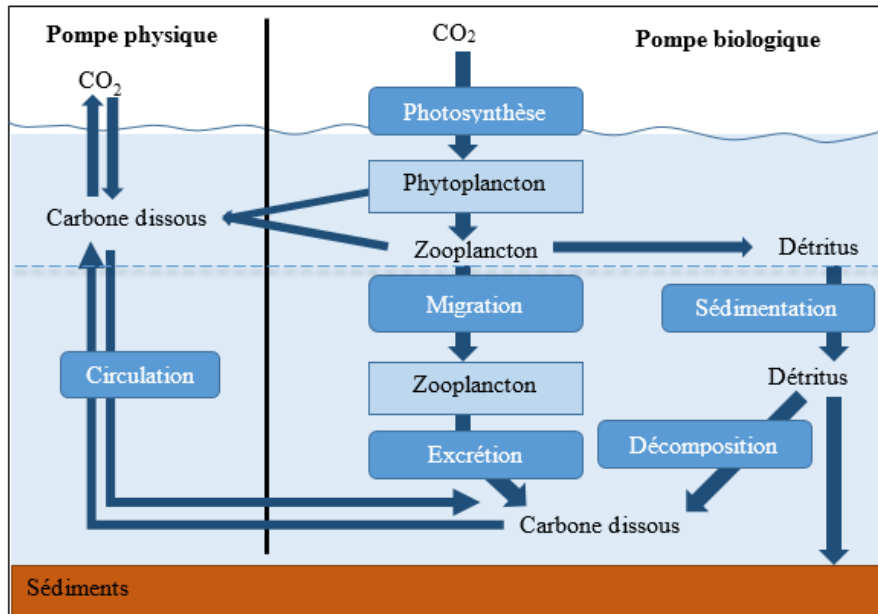 Pompe physique
CO2
Pompe biologique
CO2
Photosynthèse
Phytoplancton
Carbone dissous
Zooplancton
Détritus
Migration
Sédimentation
Circulation
Zooplancton
Détritus
Excrétion
Décomposition
Carbone dissous
Sédiments